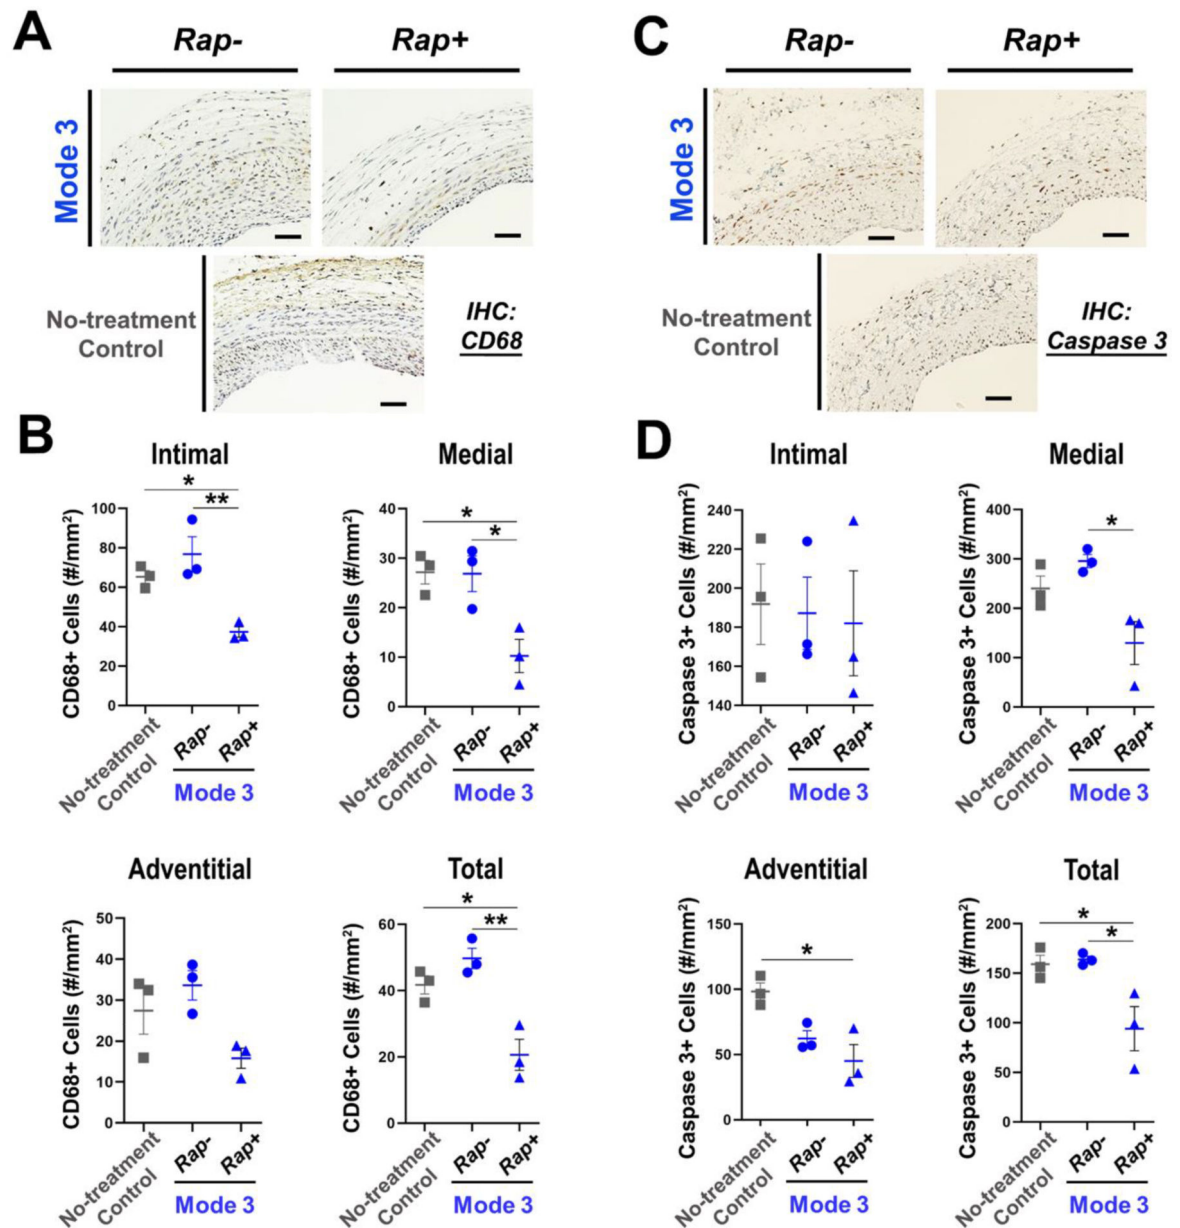 A
Rap-
Rap+
Mode 3
No-treatment
Control
IHC:
CD68
C
Rap-
Rap+
Mode 3
No-treatment
Control
IHC:
Caspase 3
B
Intimal
CD68+ Cells (#/mm²)
100
80
60
40
20
0
*
**
No-treatment
Control
Rap-
Rap+
Mode 3
Medial
CD68+ Cells (#/mm²)
40
30
20
10
0
*
*
No-treatment
Control
Rap-
Rap+
Mode 3
Adventitial
CD68+ Cells (#/mm²)
50
40
30
20
10
0
No-treatment
Control
Rap-
Rap+
Mode 3
Total
CD68+ Cells (#/mm²)
60
40
20
0
*
**
No-treatment
Control
Rap-
Rap+
Mode 3
D
Intimal
Caspase 3+ Cells (#/mm²)
240
220
200
180
160
140
No-treatment
Control
Rap-
Rap+
Mode 3
Medial
Caspase 3+ Cells (#/mm²)
400
300
200
100
0
*
No-treatment
Control
Rap-
Rap+
Mode 3
Adventitial
Caspase 3+ Cells (#/mm²)
150
100
50
0
*
No-treatment
Control
Rap-
Rap+
Mode 3
Total
Caspase 3+ Cells (#/mm²)
200
150
100
50
0
*
*
No-treatment
Control
Rap-
Rap+
Mode 3